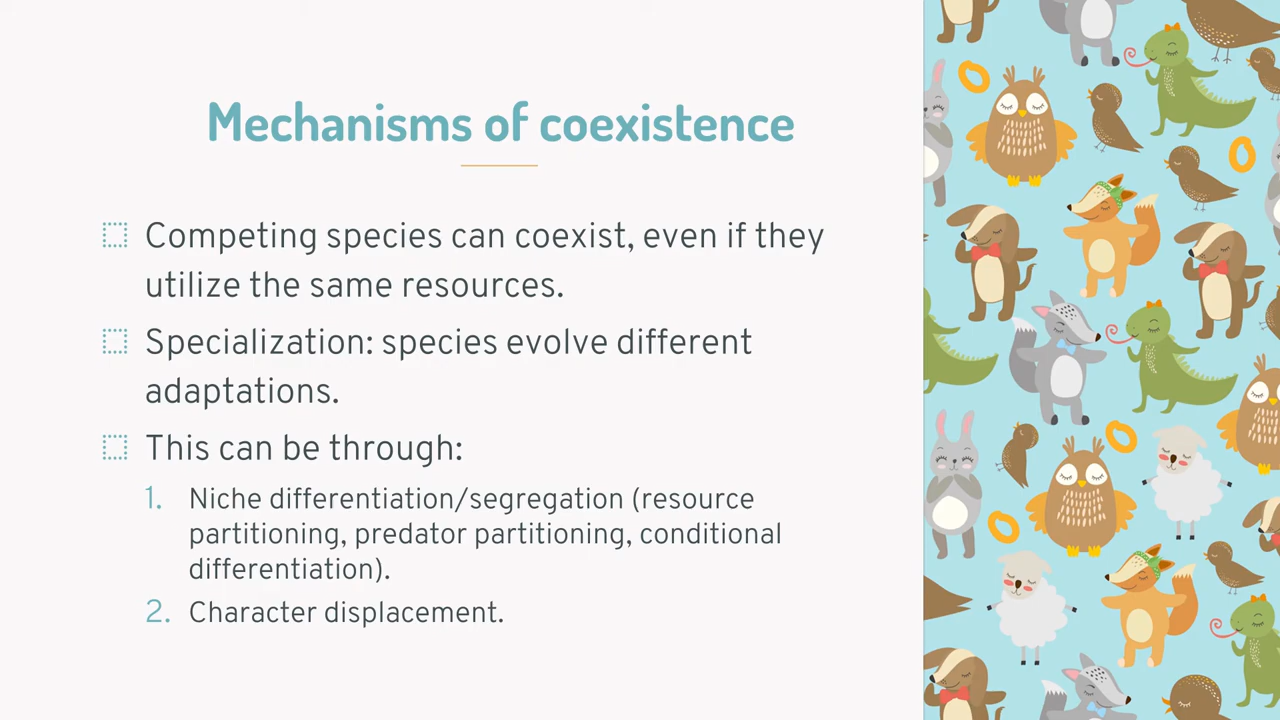 Mechanisms of coexistence
Competing species can coexist, even if they
utilize the same resources.
Specialization: species evolve different
adaptations.
This can be through:
1. Niche differentiation/segregation (resource
partitioning, predator partitioning, conditional
differentiation).
2. Character displacement.